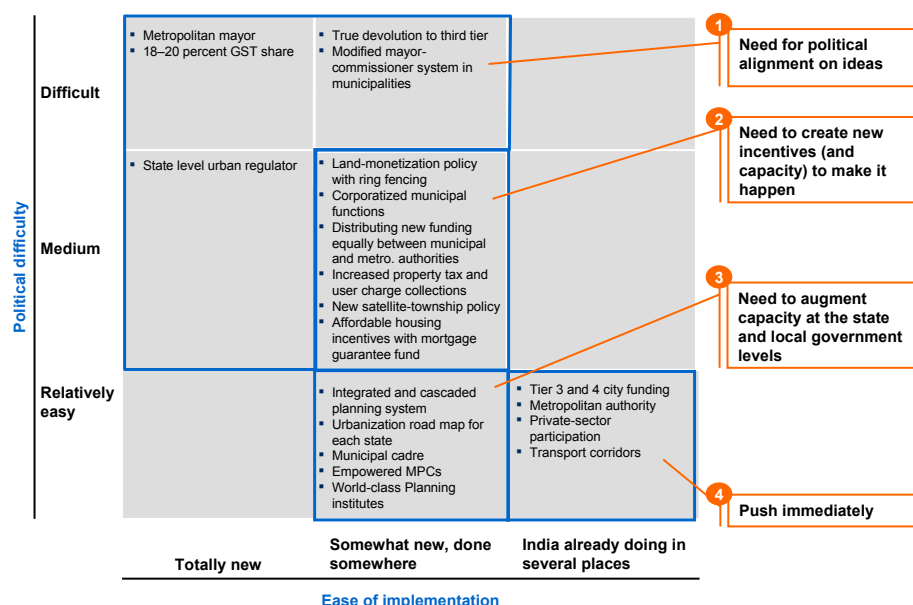 Political difficulty
Difficult
Medium
Relatively
easy
Metropolitan mayor
18–20 percent GST share
True devolution to third tier
Modified mayor-
commissioner system in
municipalities
State level urban regulator
Land-monetization policy
with ring fencing
Corporatized municipal
functions
Distributing new funding
equally between municipal
and metro. authorities
Increased property tax and
user charge collections
New satellite-township policy
Affordable housing
incentives with mortgage
guarantee fund
Integrated and cascaded
planning system
Urbanization road map for
each state
Municipal cadre
Empowered MPCs
World-class Planning
institutes
Tier 3 and 4 city funding
Metropolitan authority
Private-sector
participation
Transport corridors
1
Need for political
alignment on ideas
2
Need to create new
incentives (and
capacity) to make it
happen
3
Need to augment
capacity at the state
and local government
levels
4
Push immediately
Totally new
Somewhat new, done
somewhere
India already doing in
several places
Ease of implementation